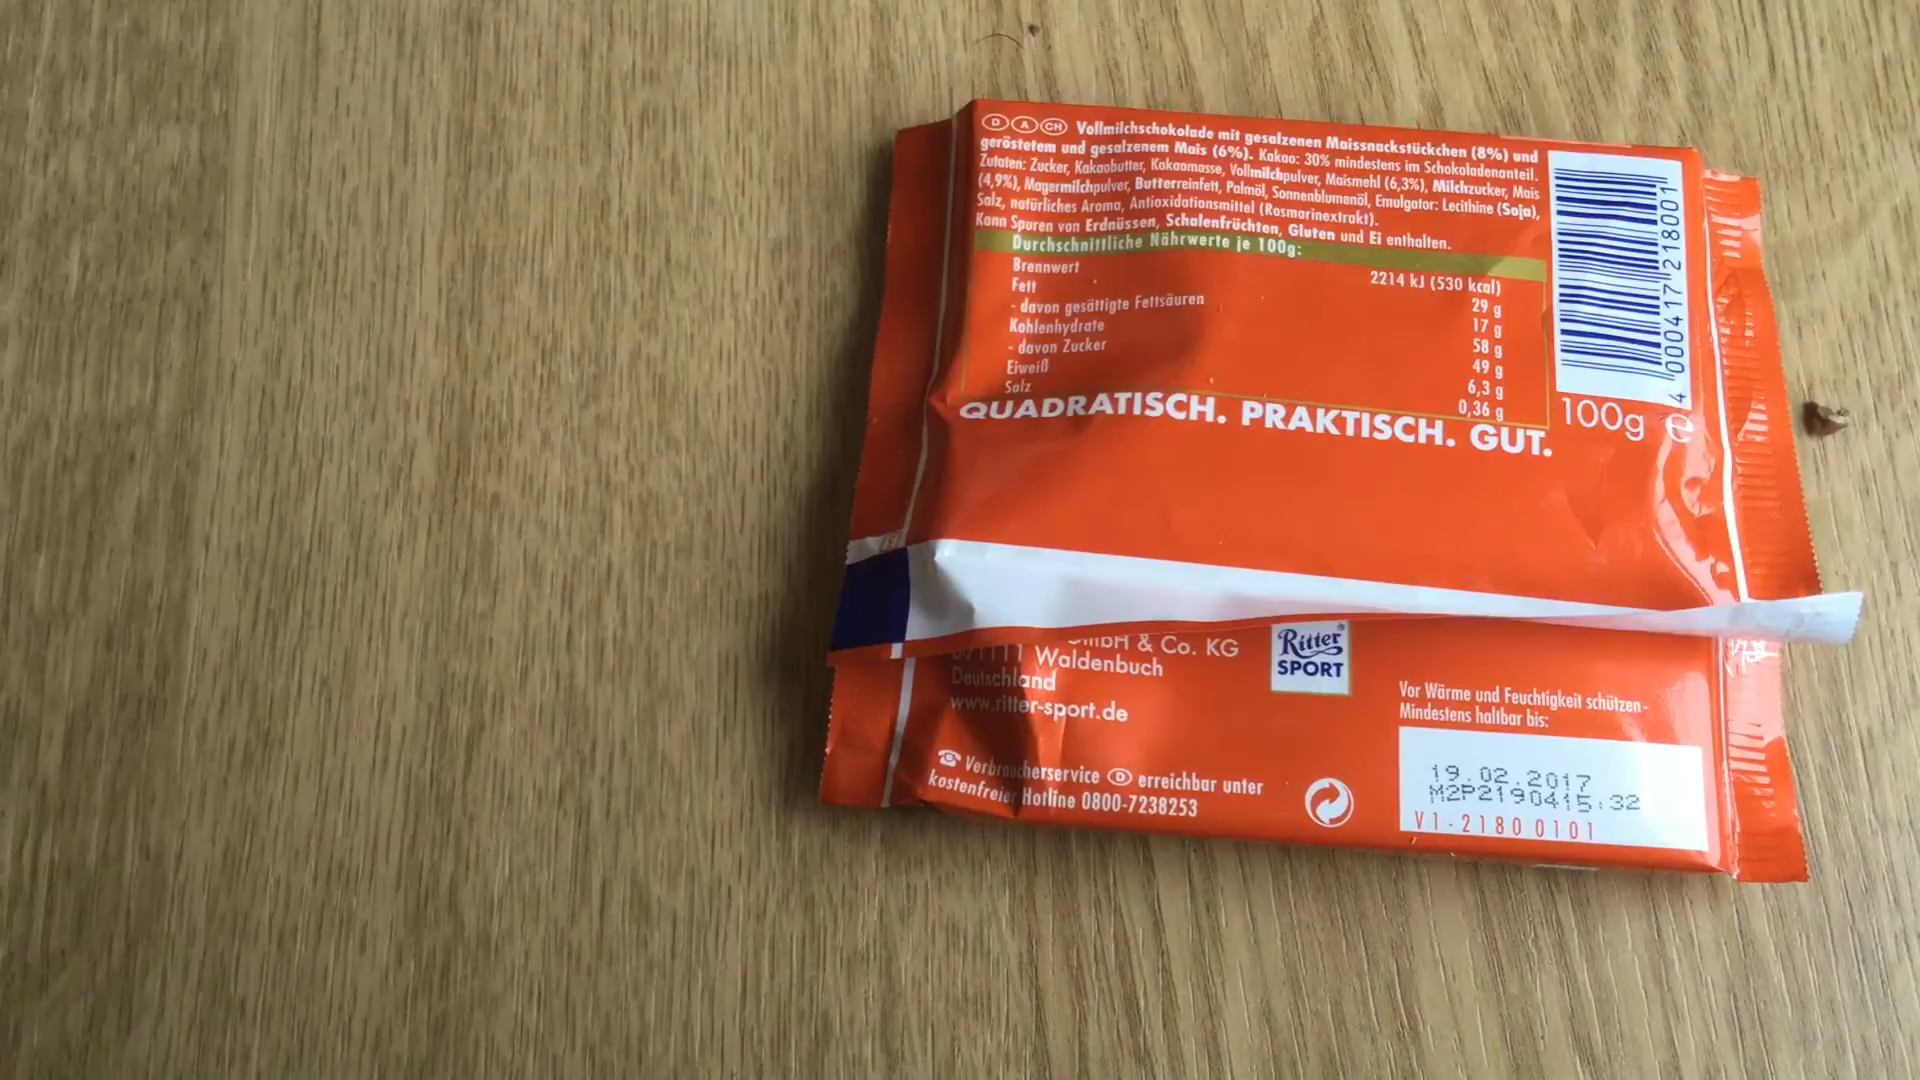 D A CH Vollmilchschokolade mit gesalzenen Maissnackstückchen (8%) und
geröstetem und gesalzenem Mais (6%). Kakao: 30% mindestens im Schokoladenanteil.
Zutaten: Zucker, Kakaobutter, Kakaomasse, Vollmilchpulver, Maismehl (6,3%), Milchzucker, Mais
(4,9%), Magermilchpulver, Butterreinfett, Palmöl, Sonnenblumenöl, Emulgator: Lecithine (Soja),
Salz, natürliches Aroma, Antioxidationsmittel (Rosmarinextrakt).
Kann Spuren von Erdnüssen, Schalenfrüchten, Gluten und Ei enthalten.
Durchschnittliche Nährwerte je 100g:
Brennwert 2214 kJ (530 kcal)
Fett 29 g
- davon gesättigte Fettsäuren 17 g
Kohlenhydrate 58 g
- davon Zucker 49 g
Eiweiß 6,3 g
Salz 0,36 g
4 000417 218001
100g e
QUADRATISCH. PRAKTISCH. GUT.
& Co. KG
Waldenbuch
Deutschland
www.ritter-sport.de
Ritter®
SPORT
Verbraucherservice D erreichbar unter
kostenfreier Hotline 0800-7238253
Vor Wärme und Feuchtigkeit schützen-
Mindestens haltbar bis:
19.02.2017
M2P2190415:32
V1-2180 0101